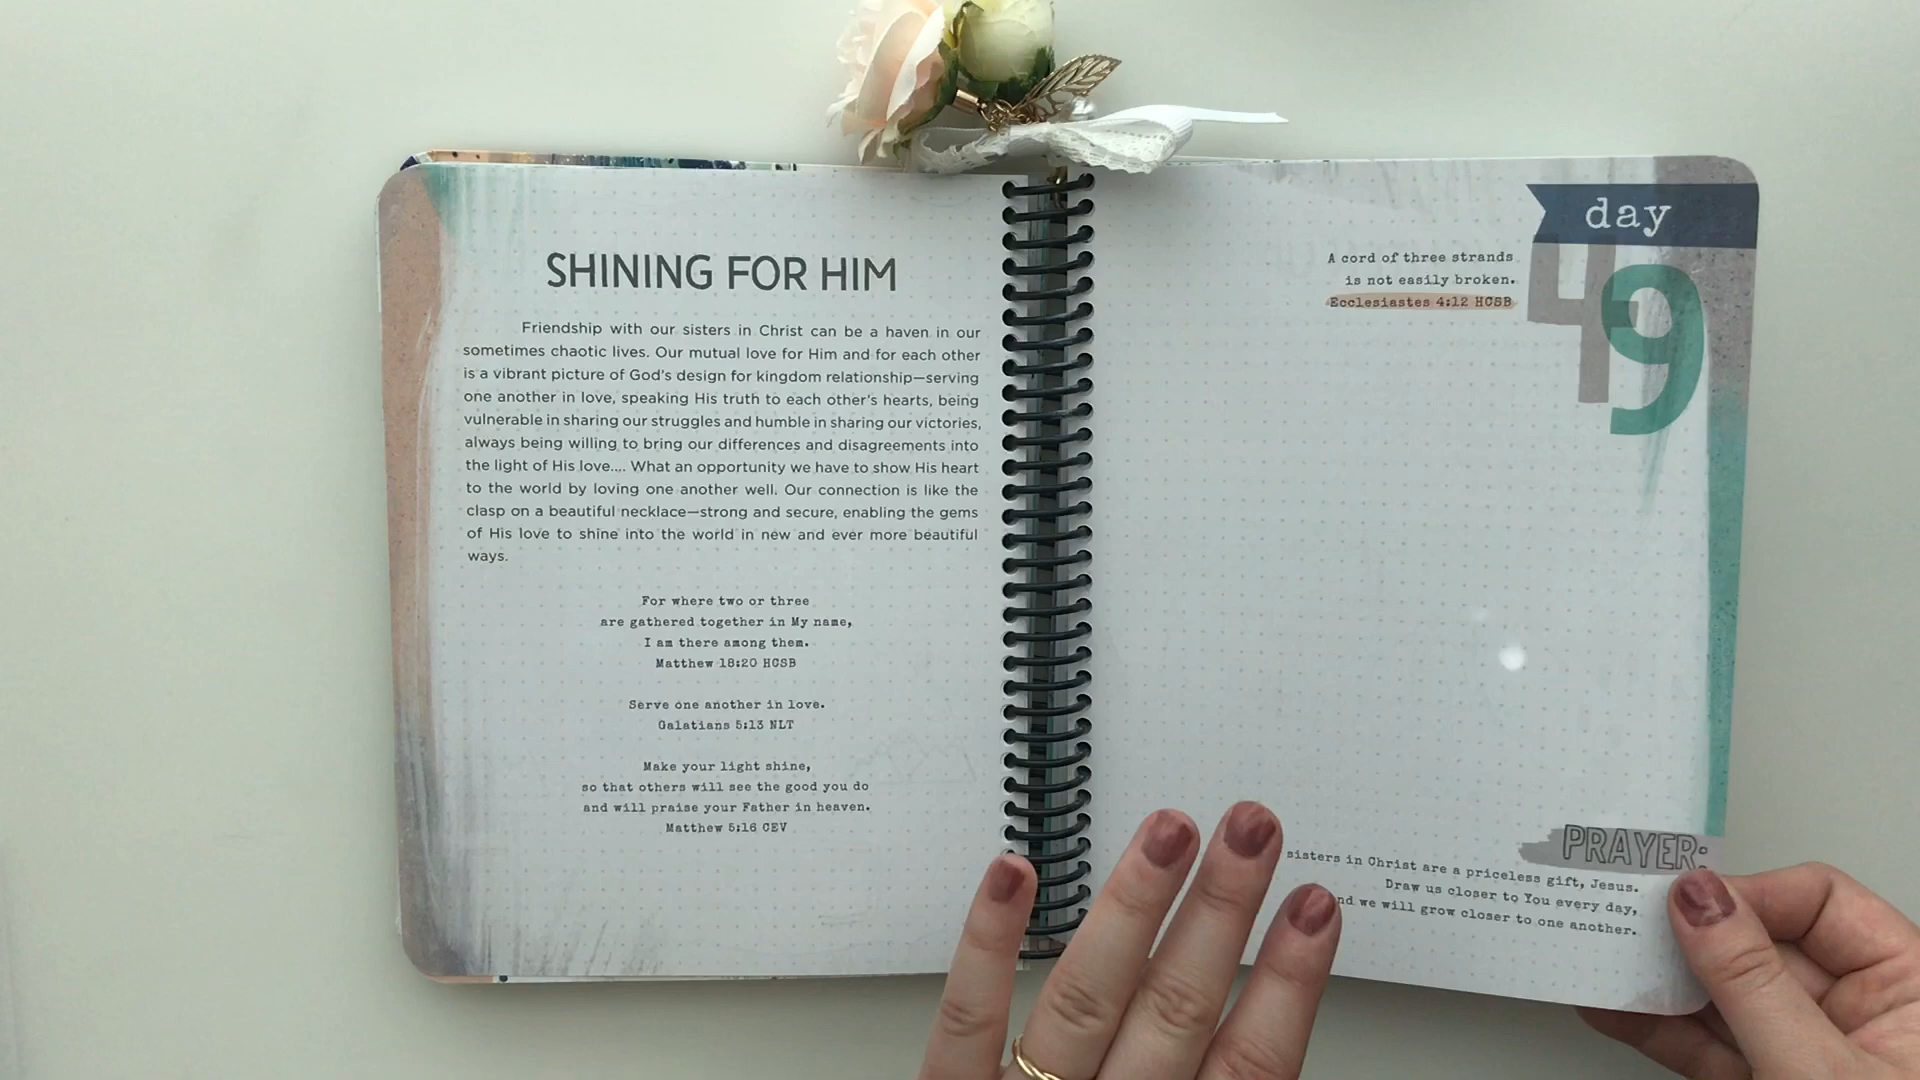 SHINING FOR HIM
Friendship with our sisters in Christ can be a haven in our
sometimes chaotic lives. Our mutual love for Him and for each other
is a vibrant picture of God's design for kingdom relationship—serving
one another in love, speaking His truth to each other's hearts, being
vulnerable in sharing our struggles and humble in sharing our victories,
always being willing to bring our differences and disagreements into
the light of His love.... What an opportunity we have to show His heart
to the world by loving one another well. Our connection is like the
clasp on a beautiful necklace—strong and secure, enabling the gems
of His love to shine into the world in new and ever more beautiful
ways.
For where two or three
are gathered together in My name,
I am there among them.
Matthew 18:20 HCSB
Serve one another in love.
Galatians 5:13 NLT
Make your light shine,
so that others will see the good you do
and will praise your Father in heaven.
Matthew 5:16 CEV
day
49
A cord of three strands
is not easily broken.
Ecclesiastes 4:12 HCSB
PRAYER:
sisters in Christ are a priceless gift, Jesus.
Draw us closer to You every day,
we will grow closer to one another.